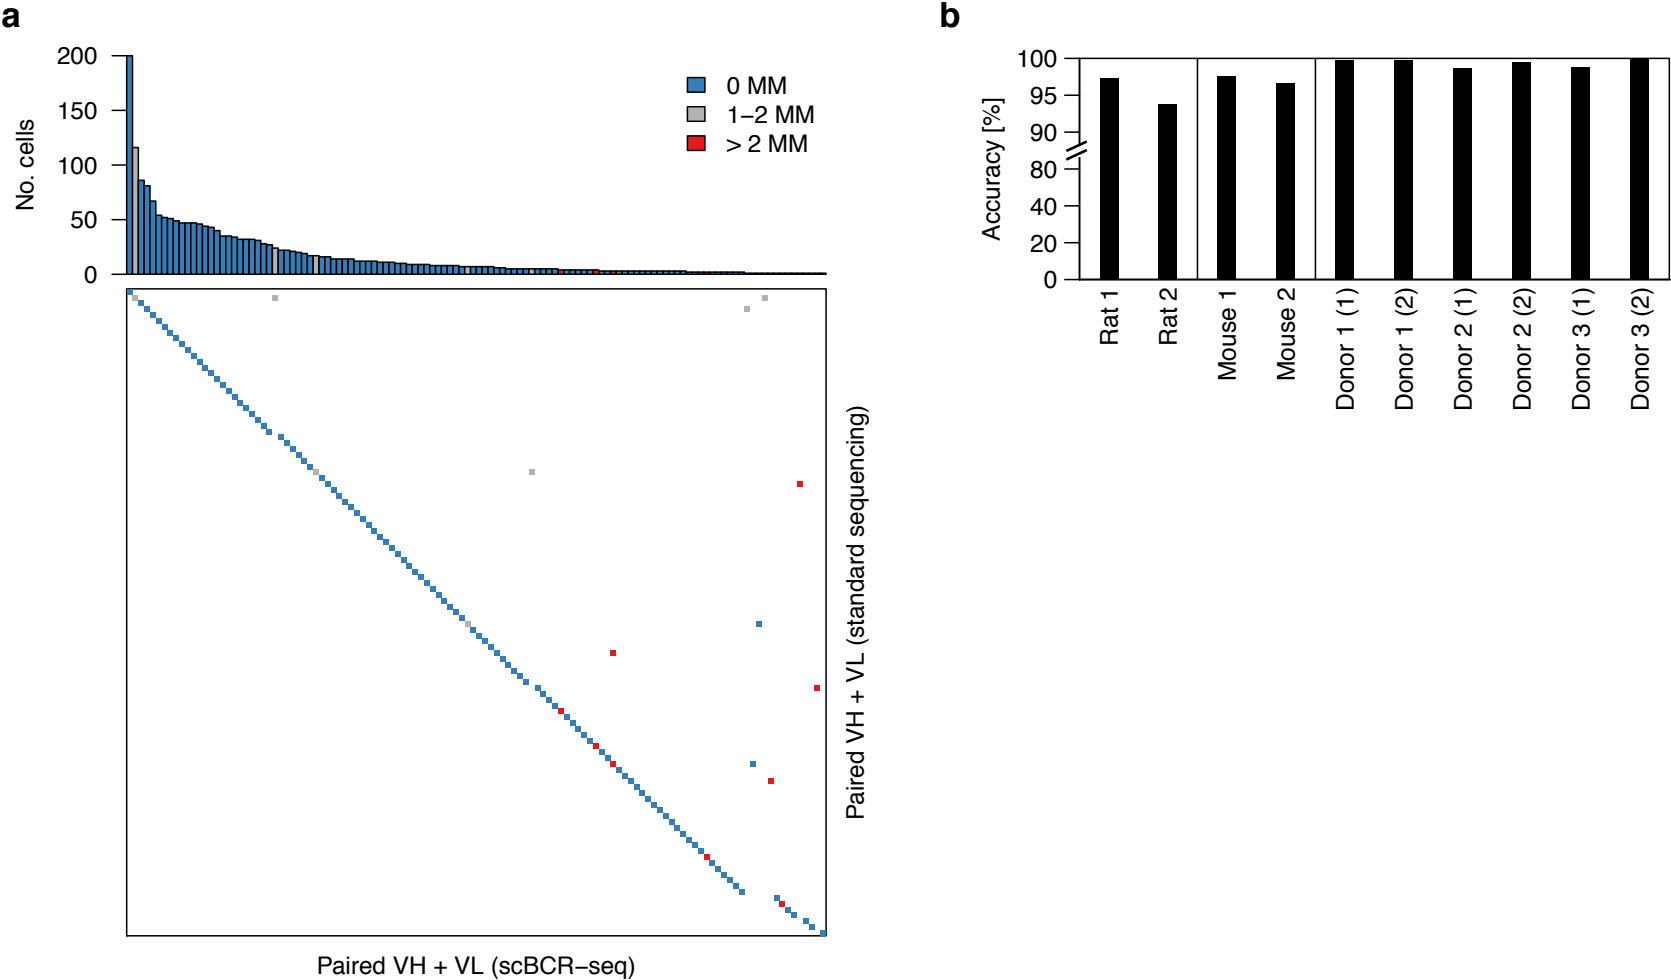 a
200
150
100
50
0
No. cells
0 MM
1−2 MM
> 2 MM
Paired VH + VL (standard sequencing)
Paired VH + VL (scBCR−seq)
b
100
95
90
80
40
20
0
Accuracy [%]
Rat 1
Rat 2
Mouse 1
Mouse 2
Donor 1 (1)
Donor 1 (2)
Donor 2 (1)
Donor 2 (2)
Donor 3 (1)
Donor 3 (2)